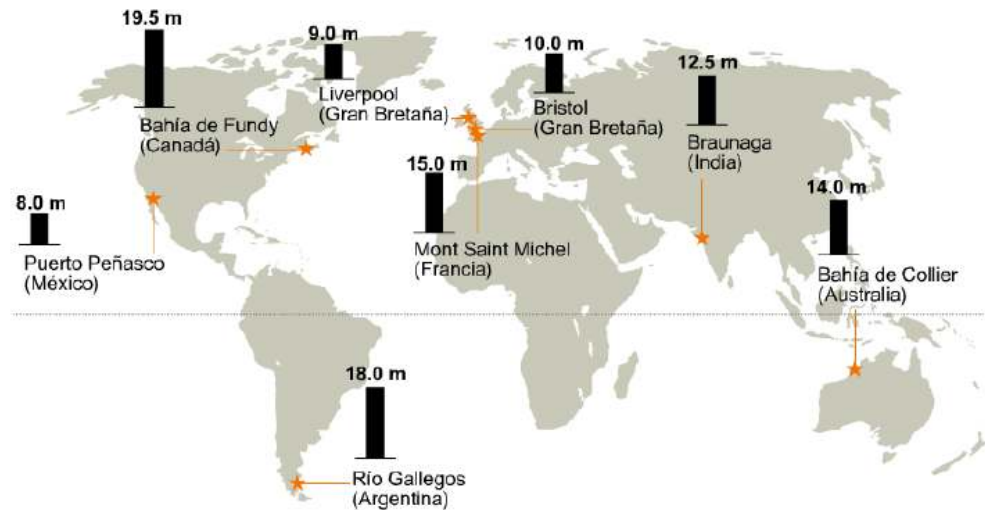 19.5 m
Bahía de Fundy
(Canadá)
9.0 m
Liverpool
(Gran Bretaña)
10.0 m
Bristol
(Gran Bretaña)
12.5 m
Braunaga
(India)
8.0 m
Puerto Peñasco
(México)
15.0 m
Mont Saint Michel
(Francia)
14.0 m
Bahía de Collier
(Australia)
18.0 m
Río Gallegos
(Argentina)